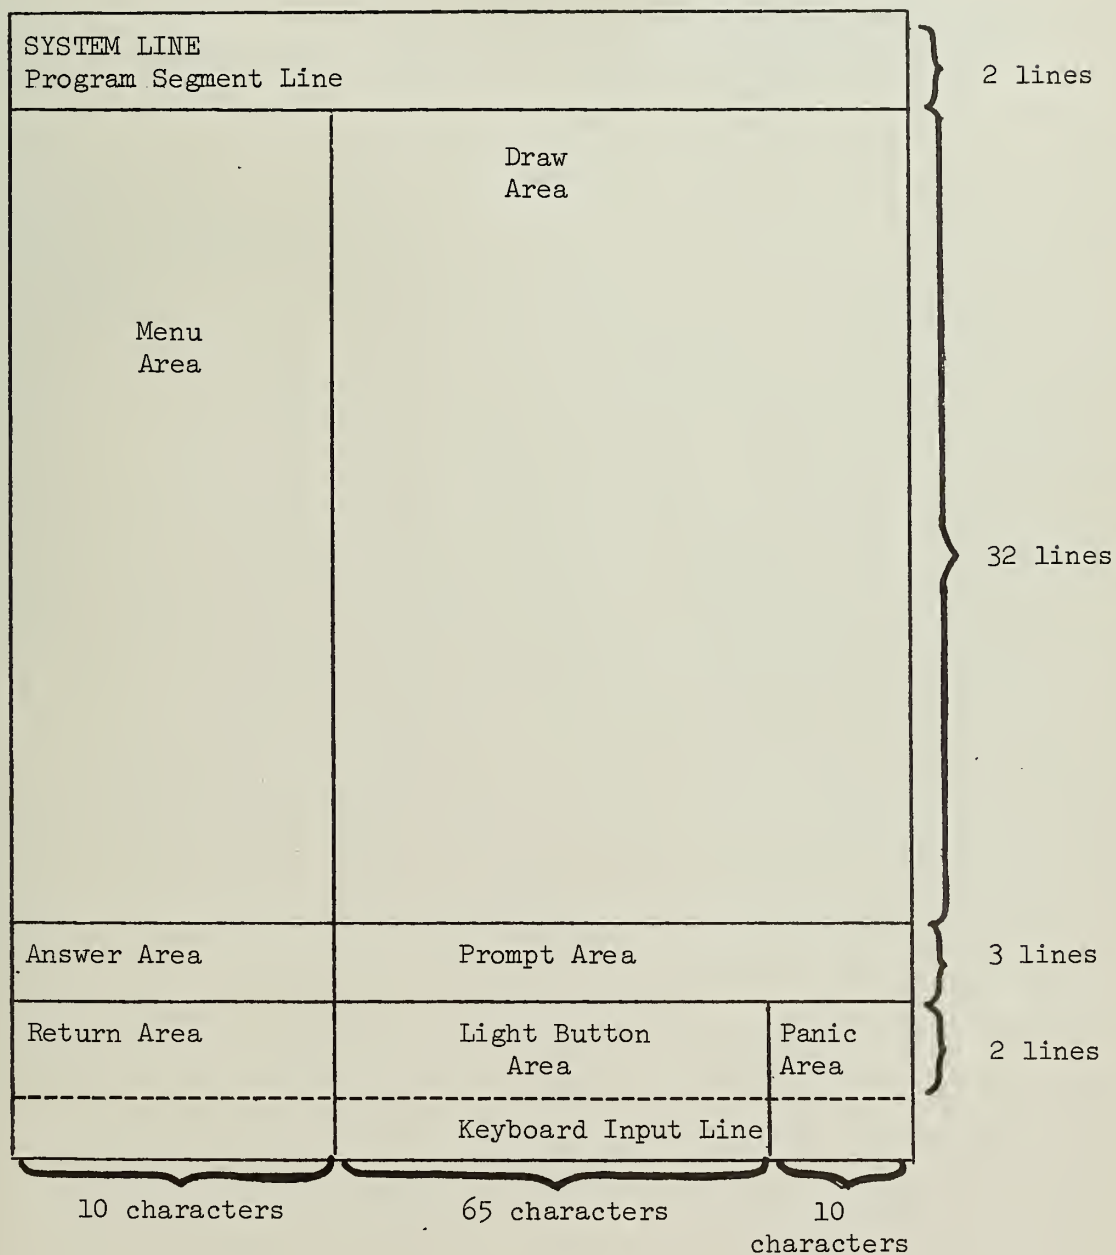 SYSTEM LINE
Program Segment Line
2 lines
Draw
Area
Menu
Area
32 lines
Answer Area
Prompt Area
3 lines
Return Area
Light Button
Area
Panic
Area
2 lines
Keyboard Input Line
10 characters
65 characters
10
characters